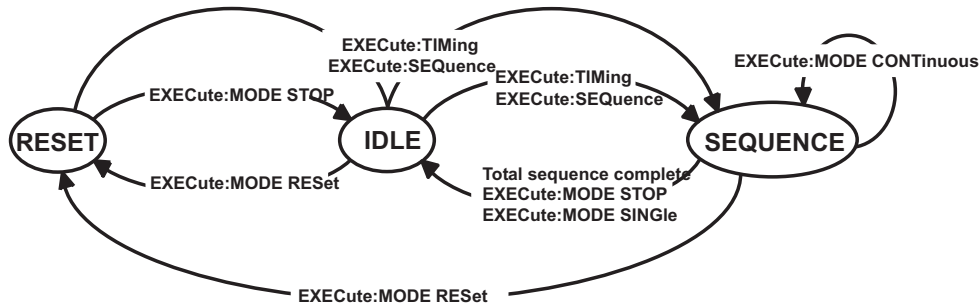 EXECute:TIMing
EXECute:SEQuence
EXECute:MODE CONTinuous
EXECute:TIMing
EXECute:SEQuence
EXECute:MODE STOP
RESET
IDLE
SEQUENCE
EXECute:MODE RESet
Total sequence complete
EXECute:MODE STOP
EXECute:MODE SINGle
EXECute:MODE RESet